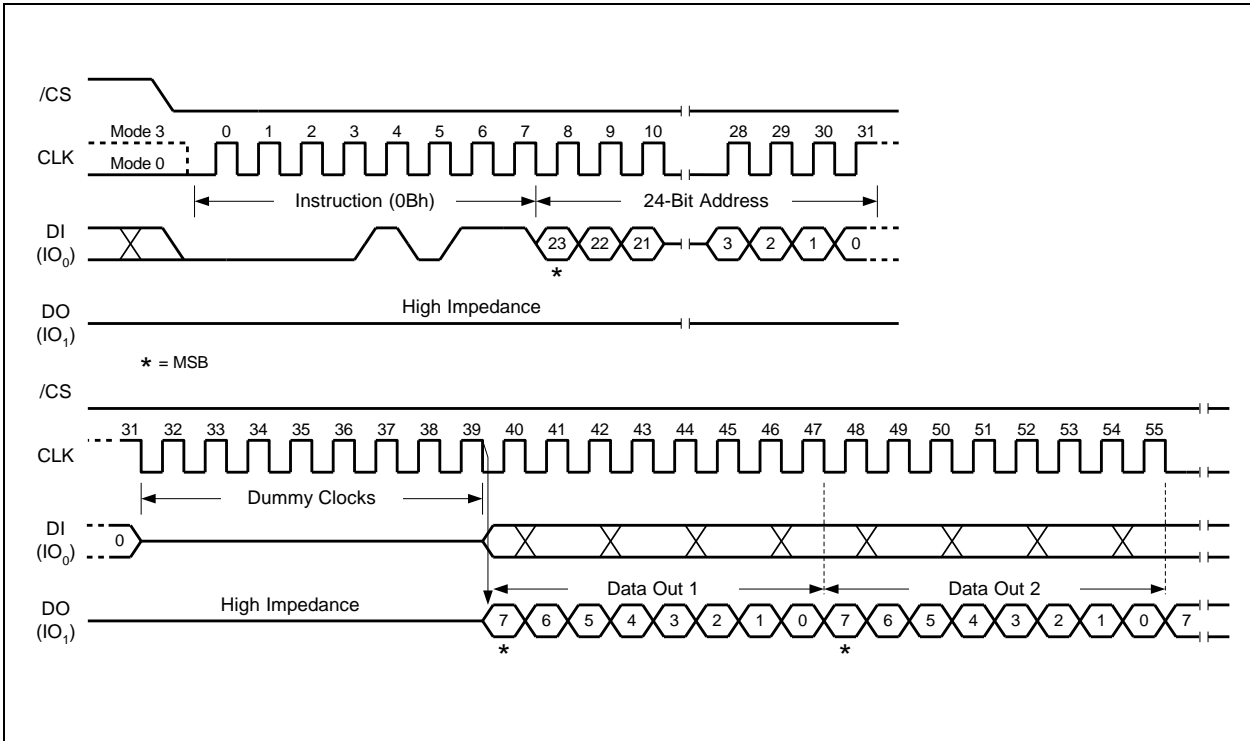 /CS
Mode 3 0 1 2 3 4 5 6 7 8 9 10 28 29 30 31
CLK
Mode 0
Instruction (0Bh) 24-Bit Address
DI
(IO0)
23 22 21 3 2 1 0
*
High Impedance
DO
(IO1)
* = MSB
/CS
31 32 33 34 35 36 37 38 39 40 41 42 43 44 45 46 47 48 49 50 51 52 53 54 55
CLK
Dummy Clocks
DI
(IO0)
0
Data Out 1 Data Out 2
High Impedance
DO
(IO1)
7 6 5 4 3 2 1 0 7 6 5 4 3 2 1 0 7
* *